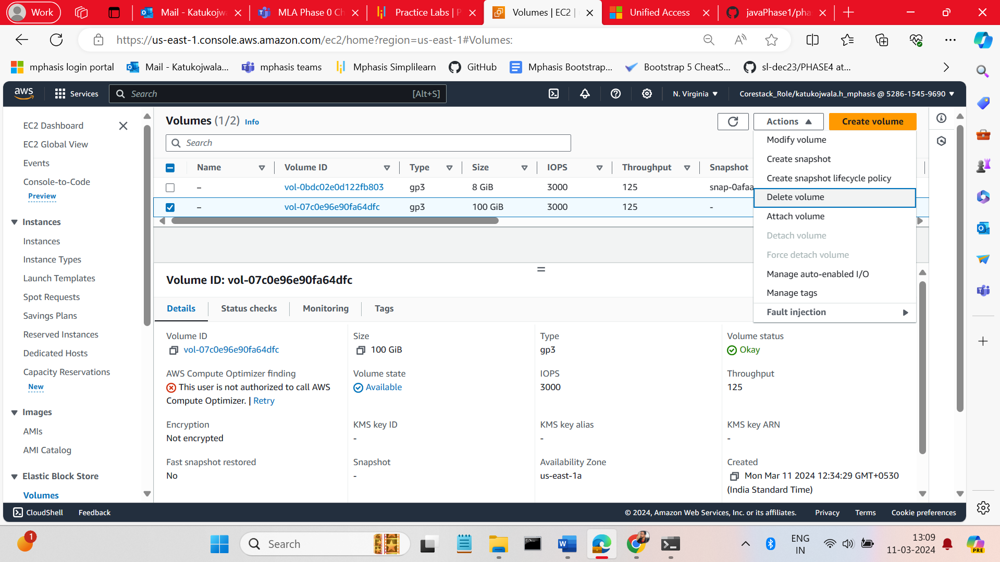 Work
Mail - Katukojwa
MLA Phase 0 Ch
Practice Labs | P
Volumes | EC2 |
Unified Access
javaPhase1/pha
https://us-east-1.console.aws.amazon.com/ec2/home?region=us-east-1#Volumes:
mphasis login portal
Mail - Katukojwala...
mphasis teams
Mphasis Simplilearn
GitHub
Mphasis Bootstrap...
Bootstrap 5 CheatS...
sl-dec23/PHASE4 at...
aws
Services
Search
[Alt+S]
N. Virginia
Corestack_Role/katukojwala.h_mphasis @ 5286-1545-9690
EC2 Dashboard
EC2 Global View
Events
Console-to-Code
Preview
Instances
Instances
Instance Types
Launch Templates
Spot Requests
Savings Plans
Reserved Instances
Dedicated Hosts
Capacity Reservations
New
Images
AMIs
AMI Catalog
Elastic Block Store
Volumes
Volumes (1/2) Info
Actions
Create volume
Search
Name Volume ID Type Size IOPS Throughput Snapshot
– vol-0bdc02e0d122fb803 gp3 8 GiB 3000 125 snap-0afaa
– vol-07c0e96e90fa64dfc gp3 100 GiB 3000 125 -
Modify volume
Create snapshot
Create snapshot lifecycle policy
Delete volume
Attach volume
Detach volume
Force detach volume
Manage auto-enabled I/O
Manage tags
Fault injection
Volume ID: vol-07c0e96e90fa64dfc
Details
Status checks
Monitoring
Tags
Volume ID
vol-07c0e96e90fa64dfc
Size
100 GiB
Type
gp3
Volume status
Okay
AWS Compute Optimizer finding
This user is not authorized to call AWS
Compute Optimizer. | Retry
Volume state
Available
IOPS
3000
Throughput
125
Encryption
Not encrypted
KMS key ID
-
KMS key alias
-
KMS key ARN
-
Fast snapshot restored
No
Snapshot
-
Availability Zone
us-east-1a
Created
Mon Mar 11 2024 12:34:29 GMT+0530
(India Standard Time)
CloudShell
Feedback
© 2024, Amazon Web Services, Inc. or its affiliates.
Privacy
Terms
Cookie preferences
1
Search
ENG
IN
13:09
11-03-2024
PRE